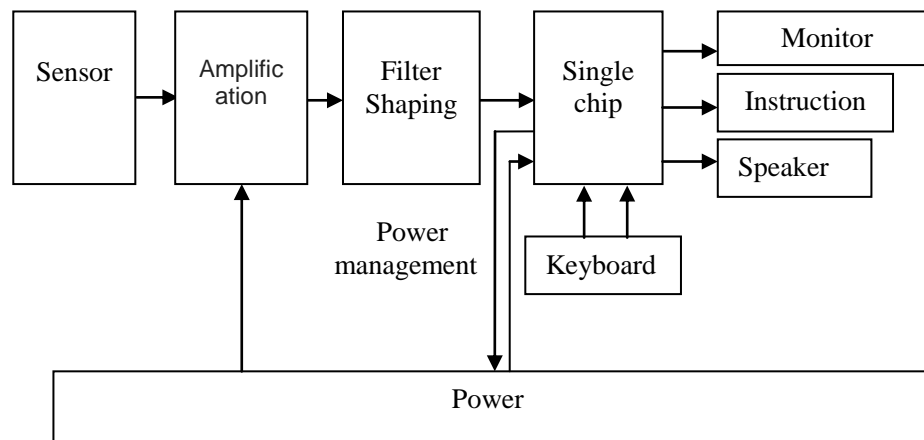 Sensor
Amplific
ation
Filter
Shaping
Single
chip
Monitor
Instruction
Speaker
Power
management
Keyboard
Power